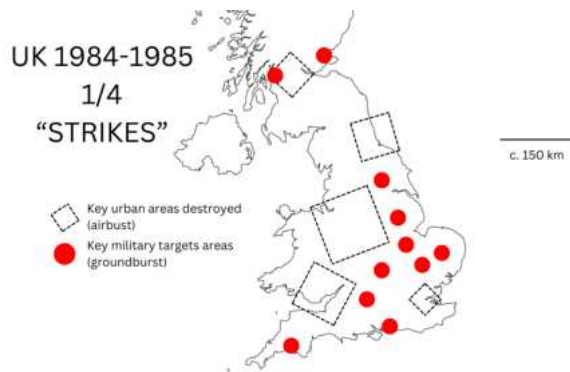 UK 1984-1985
1/4
“STRIKES”
c. 150 km
Key urban areas destroyed
(airbust)
Key military targets areas
(groundburst)